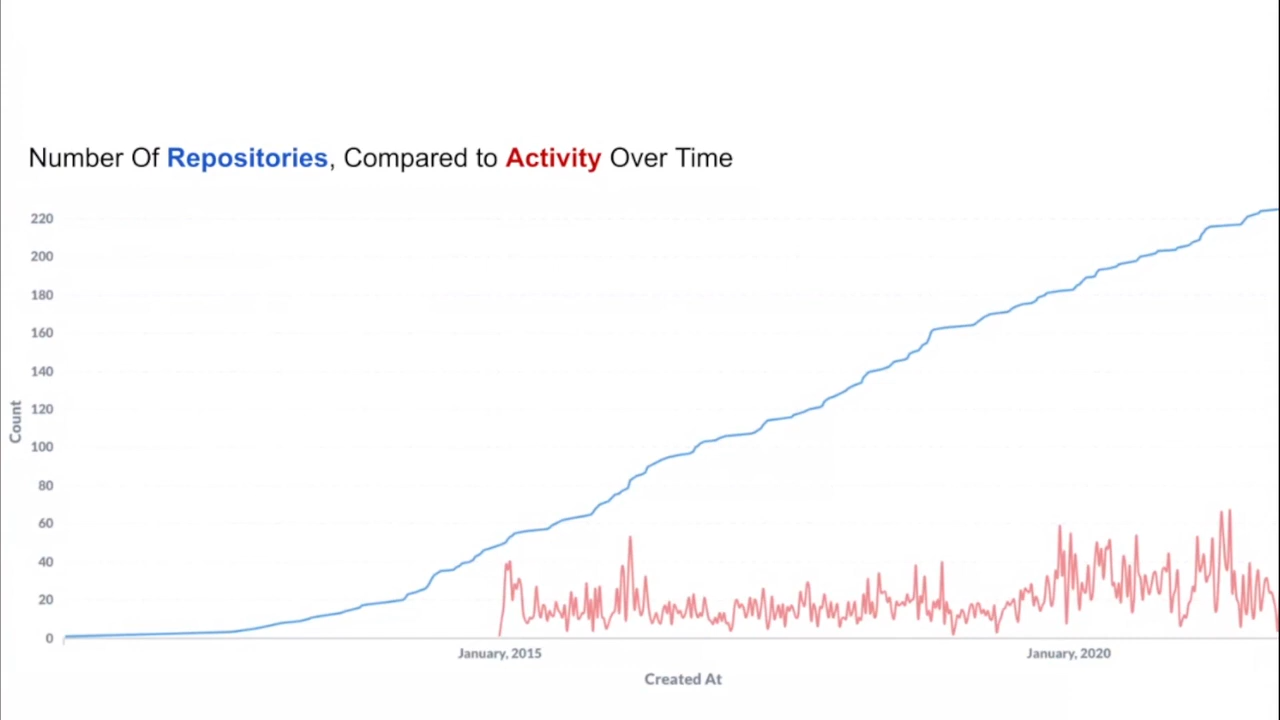 Number Of Repositories, Compared to Activity Over Time
220
200
180
160
140
120
100
80
60
40
20
0
Count
January, 2015
January, 2020
Created At